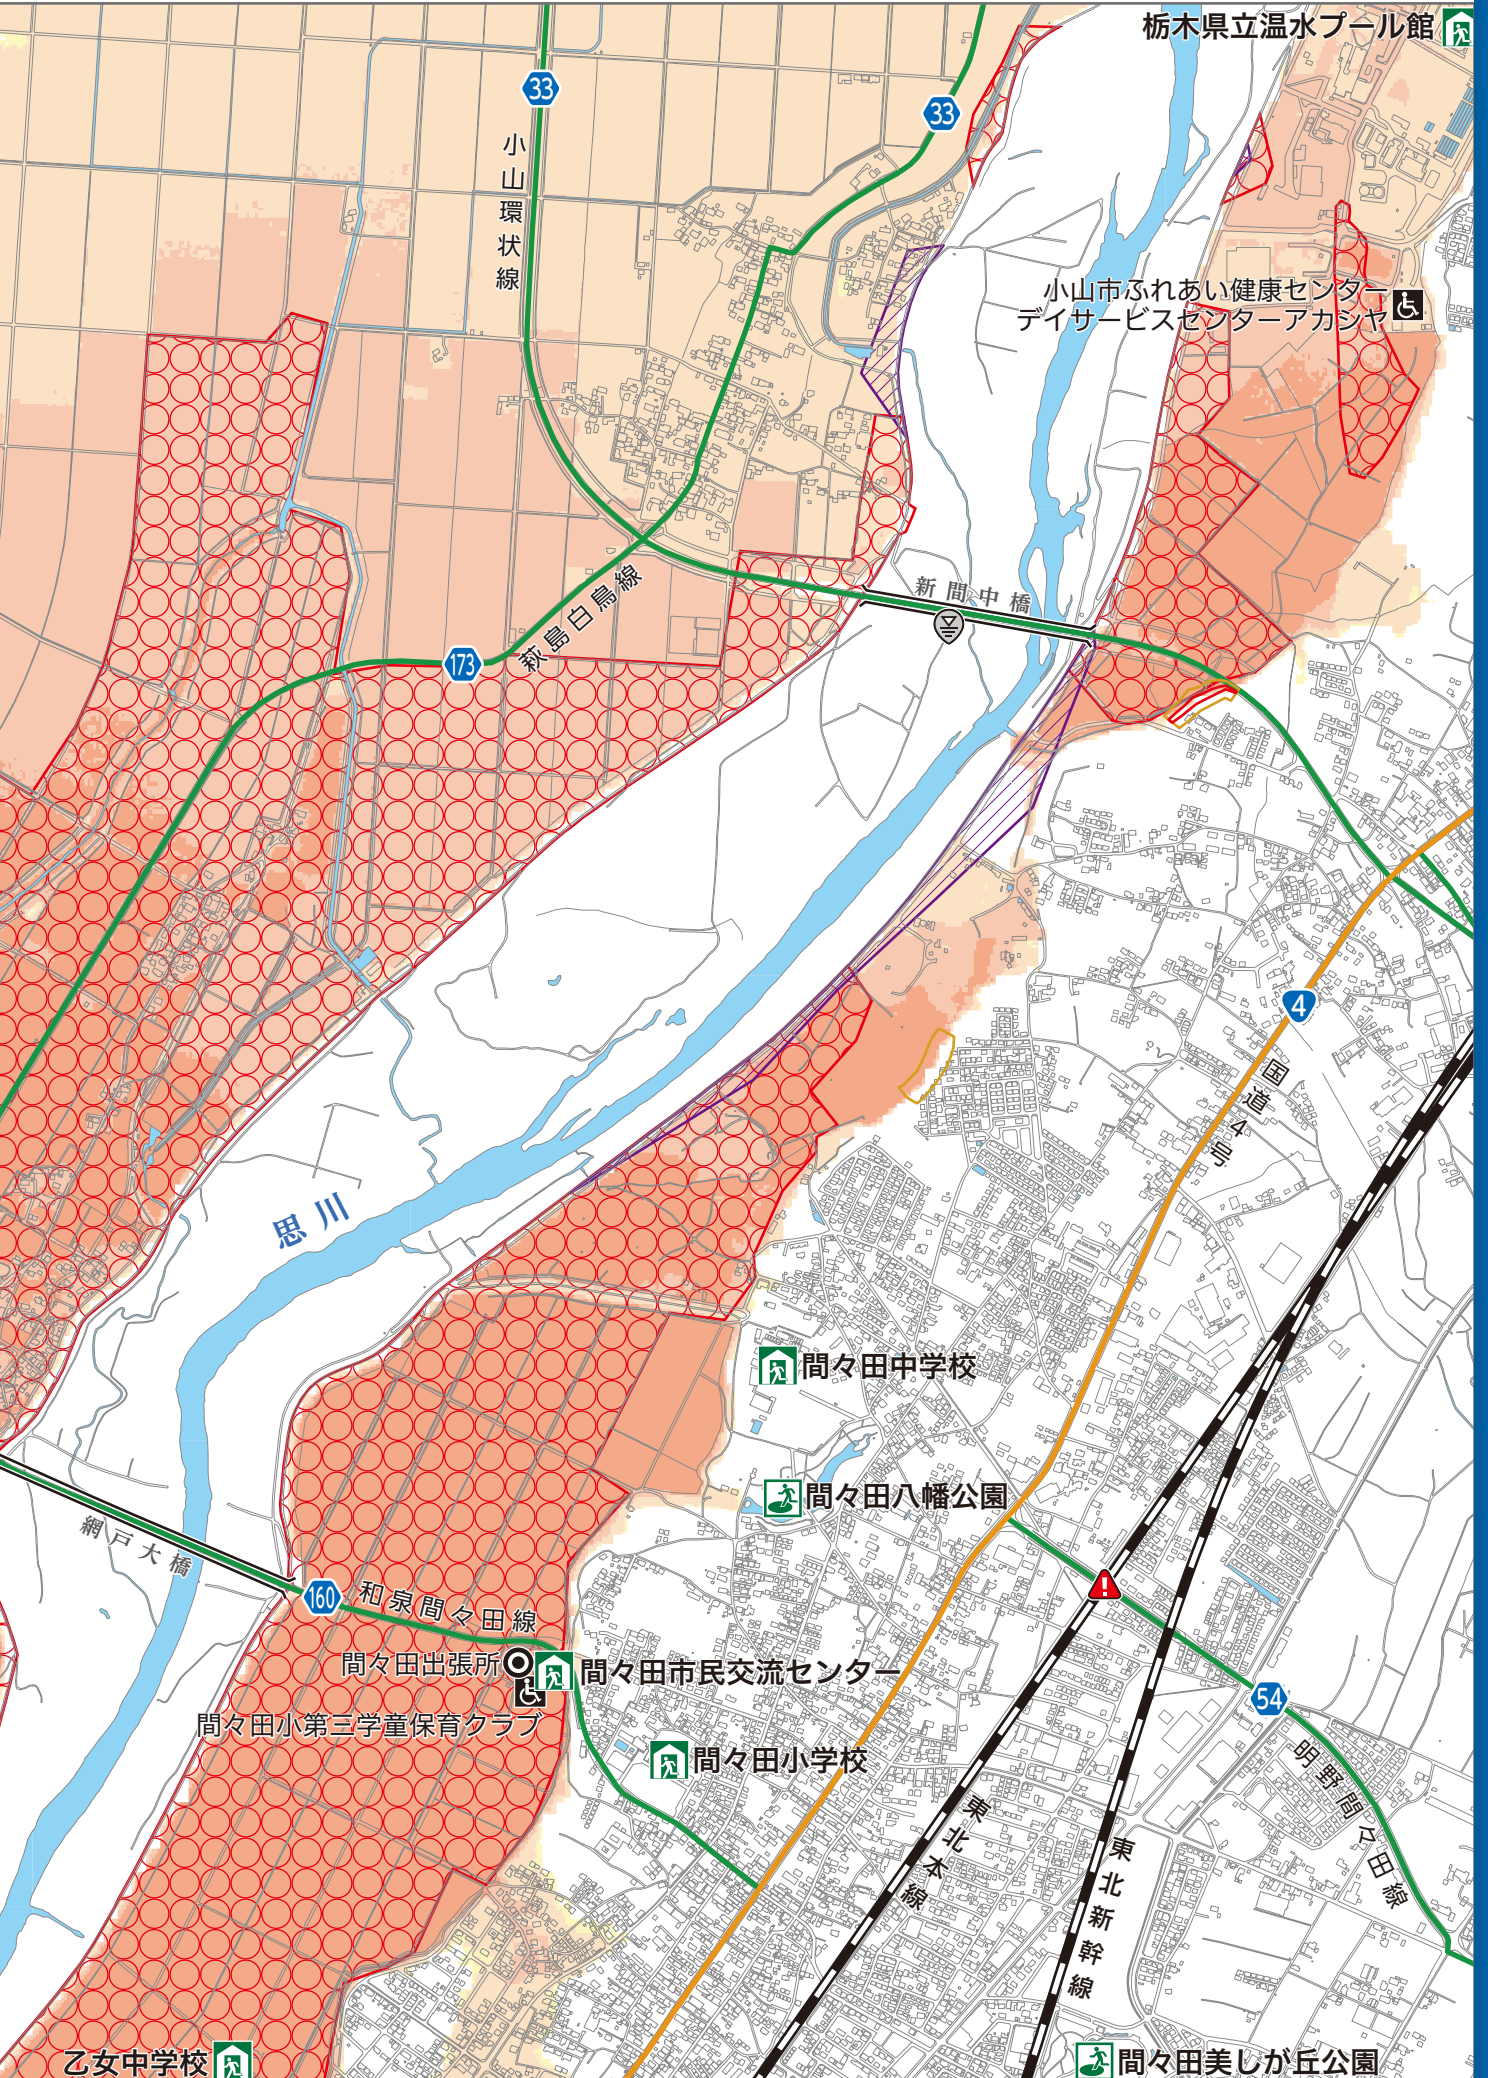 栃木県立温水プール館
33
33
小山環状線
小山市ふれあい健康センター
デイサービスセンターアカシヤ
新間中橋
萩島白鳥線
173
4
国道4号
思川
間々田中学校
間々田八幡公園
網戸大橋
160
和泉間々田線
間々田出張所
間々田市民交流センター
間々田小第三学童保育クラブ
間々田小学校
54
明野間々田線
東北本線
東北新幹線
乙女中学校
間々田美しが丘公園